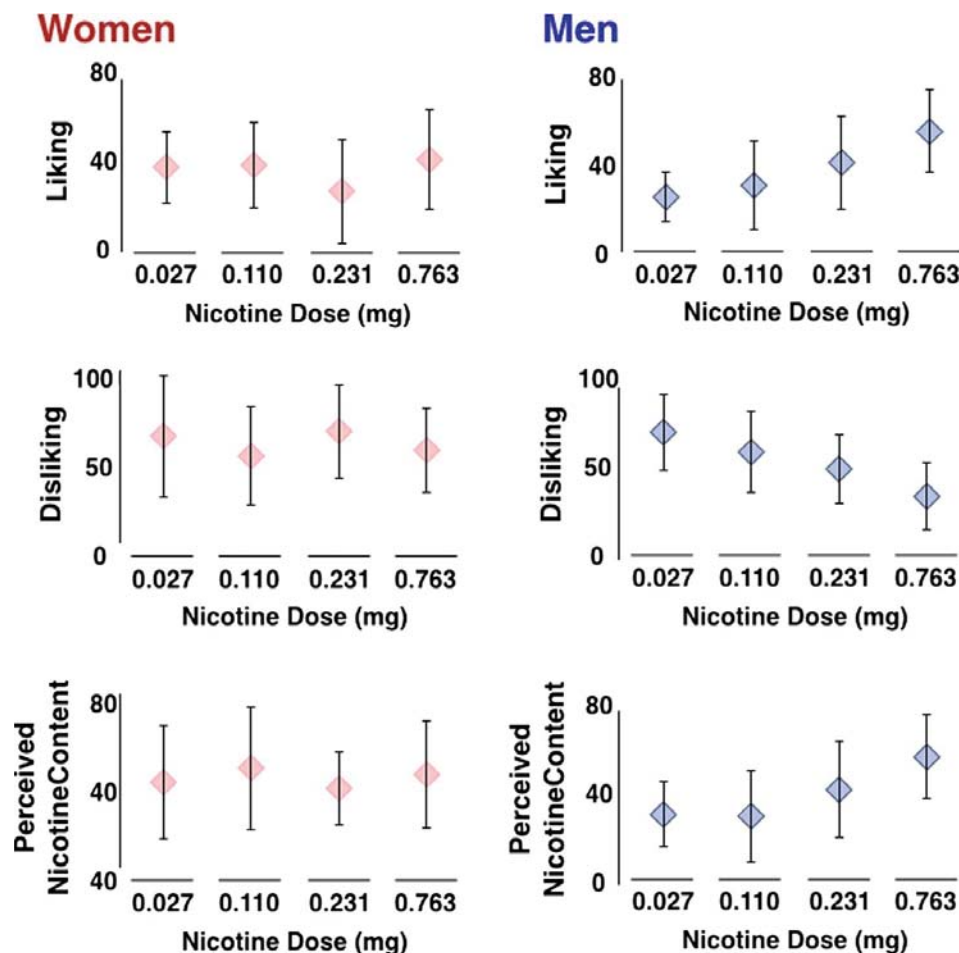 Women
80
40
0
Liking
0.027 0.110 0.231 0.763
Nicotine Dose (mg)
Men
80
40
0
Liking
0.027 0.110 0.231 0.763
Nicotine Dose (mg)
100
50
0
Disliking
0.027 0.110 0.231 0.763
Nicotine Dose (mg)
100
50
0
Disliking
0.027 0.110 0.231 0.763
Nicotine Dose (mg)
80
40
40
Perceived
NicotineContent
0.027 0.110 0.231 0.763
Nicotine Dose (mg)
80
40
0
Perceived
NicotineContent
0.027 0.110 0.231 0.763
Nicotine Dose (mg)